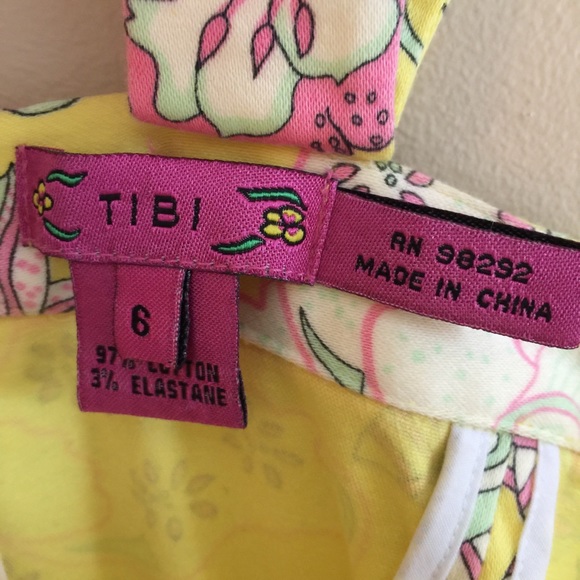 TIBI
RN 98292
MADE IN CHINA
6
97% COTTON
3% ELASTANE